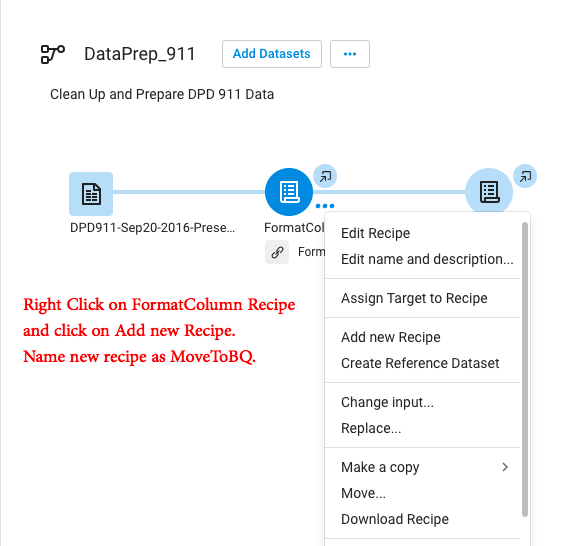 DataPrep_911 Add Datasets ...
Clean Up and Prepare DPD 911 Data
DPD911-Sep20-2016-Prese... FormatCol
Form
Edit Recipe
Edit name and description...
Assign Target to Recipe
Add new Recipe
Create Reference Dataset
Change input...
Replace...
Make a copy
Move...
Download Recipe
Right Click on FormatColumn Recipe
and click on Add new Recipe.
Name new recipe as MoveToBQ.